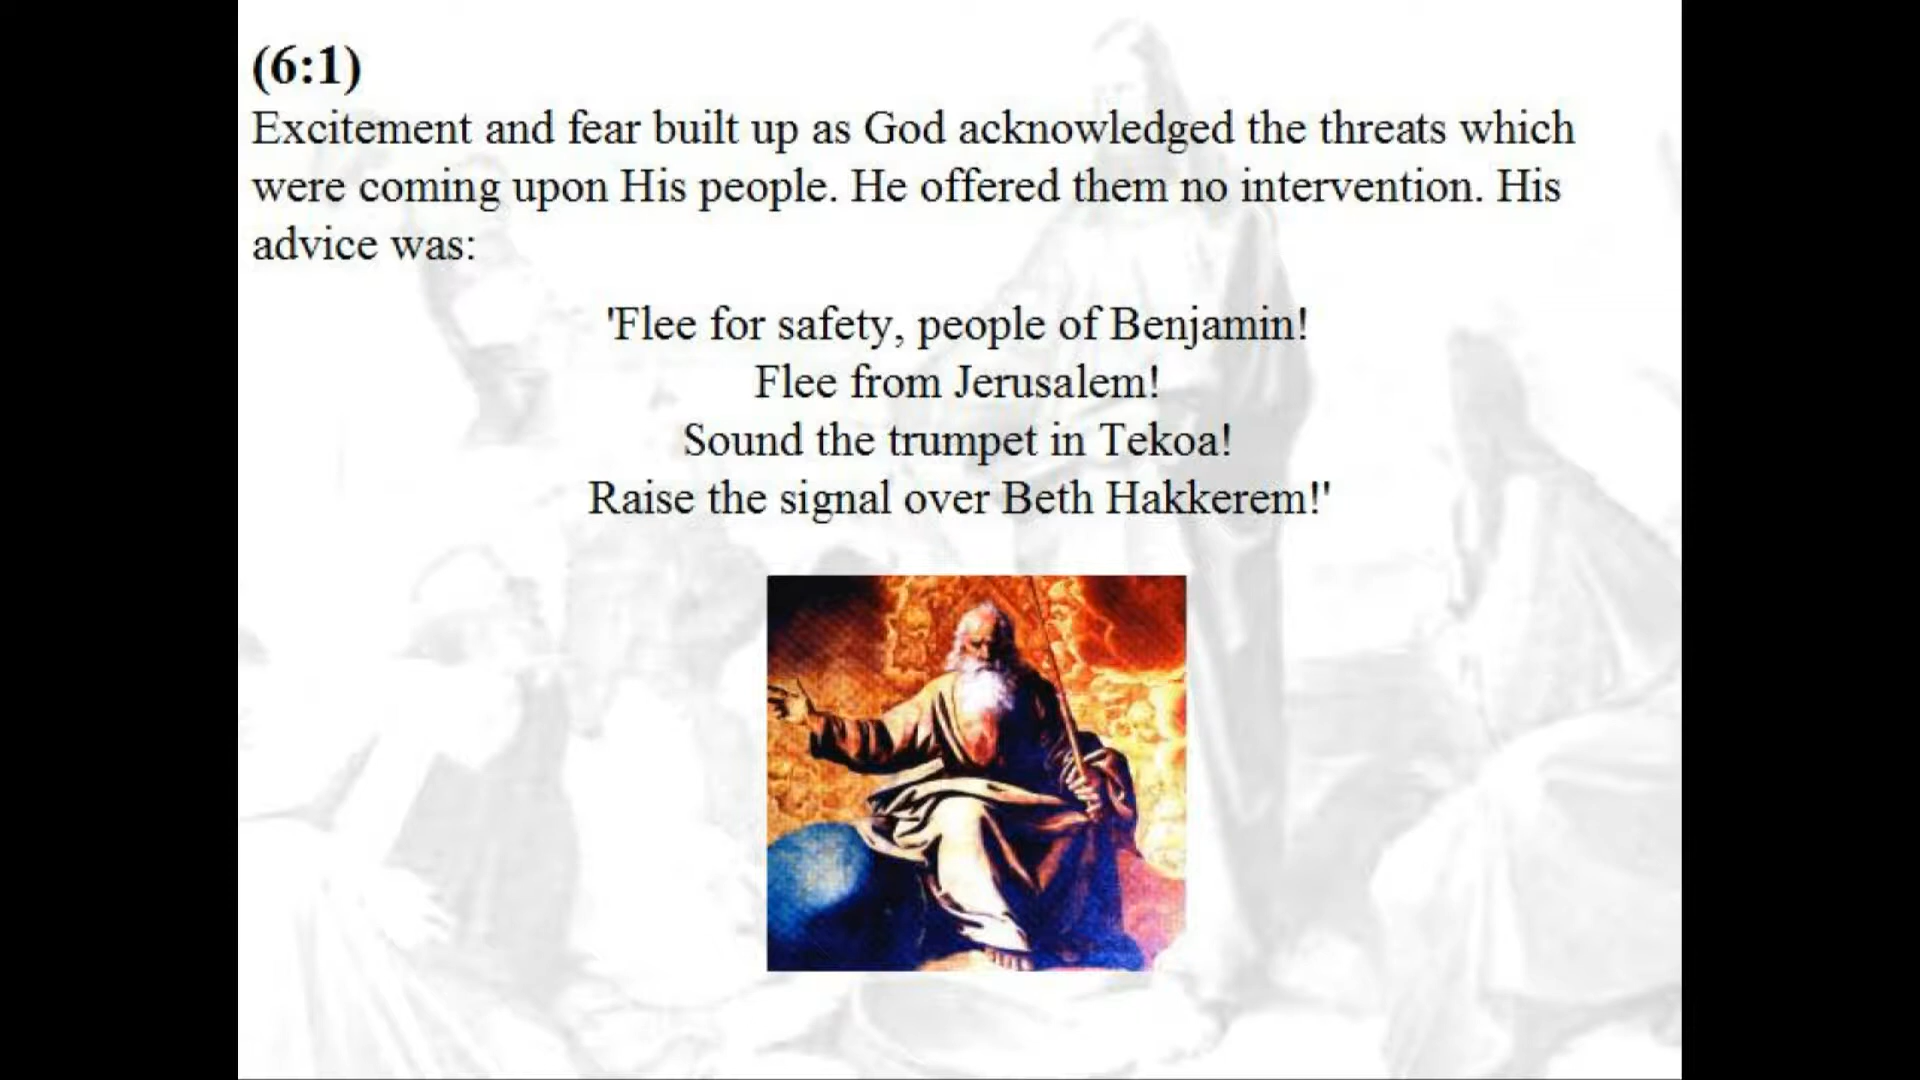 (6:1)
Excitement and fear built up as God acknowledged the threats which
were coming upon His people. He offered them no intervention. His
advice was:
'Flee for safety, people of Benjamin!
Flee from Jerusalem!
Sound the trumpet in Tekoa!
Raise the signal over Beth Hakkerem!'